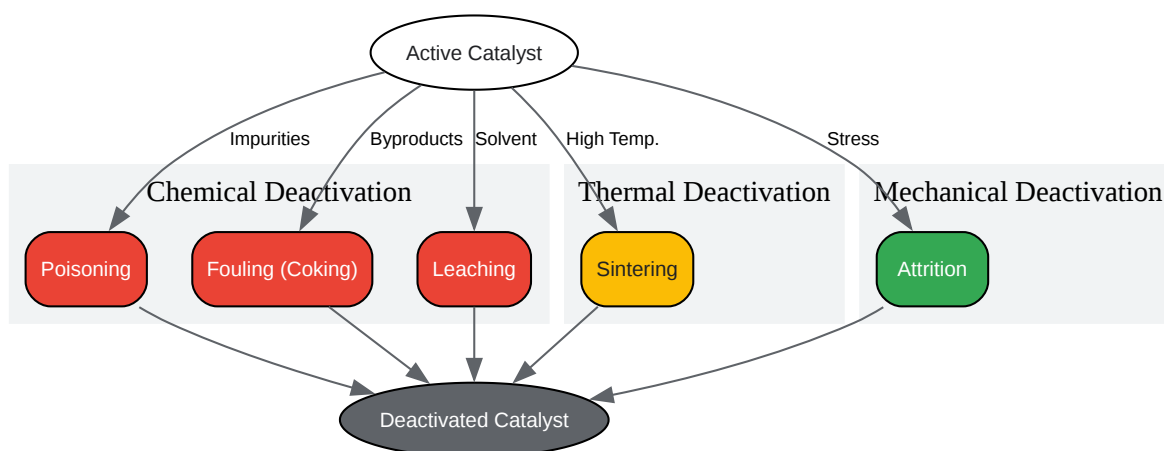 Active Catalyst
Impurities
Byproducts
Solvent
High Temp.
Stress
Chemical Deactivation
Thermal Deactivation
Mechanical Deactivation
Poisoning
Fouling (Coking)
Leaching
Sintering
Attrition
Deactivated Catalyst